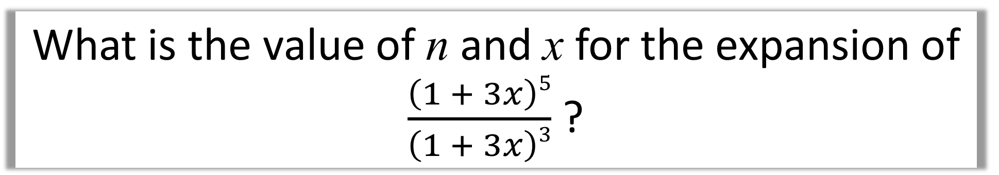 What is the value of n and x for the expansion of
(1 + 3x)⁵
(1 + 3x)³ ?